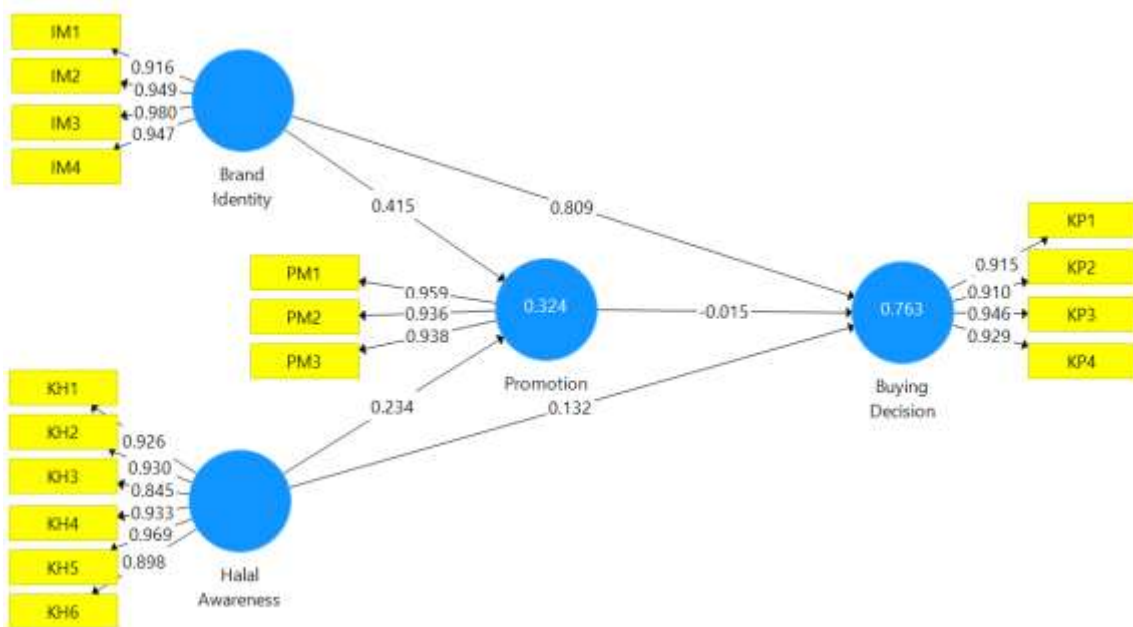 IM1
IM2
IM3
IM4
0.916
0.949
0.980
0.947
Brand
Identity
0.415
0.809
PM1
PM2
PM3
0.959
0.936
0.938
0.324
Promotion
-0.015
0.763
Buying
Decision
KP1
KP2
KP3
KP4
0.915
0.910
0.946
0.929
0.234
0.132
KH1
KH2
KH3
KH4
KH5
KH6
0.926
0.930
0.845
0.933
0.969
0.898
Halal
Awareness